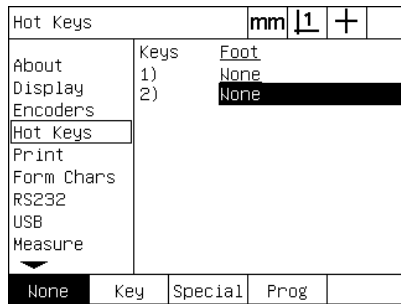 Hot Keys mm 1
Keys Foot
About
1) None
Display
2) None
Encoders
Hot Keys
Print
Form Chars
RS232
USB
Measure
None Key Special Prog